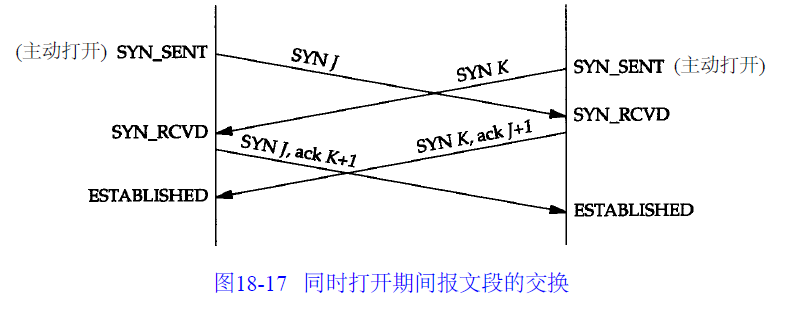 (主动打开) SYN_SENT
SYN J
SYN K
SYN_SENT (主动打开)
SYN_RCVD
SYN_RCVD
SYN J, ack K+1
SYN K, ack J+1
ESTABLISHED
ESTABLISHED
图18-17 同时打开期间报文段的交换